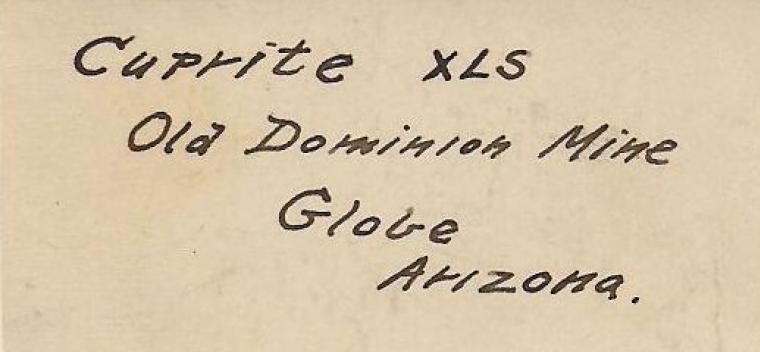 Cuprite XLS
Old Dominion Mine
Globe
Arizona.